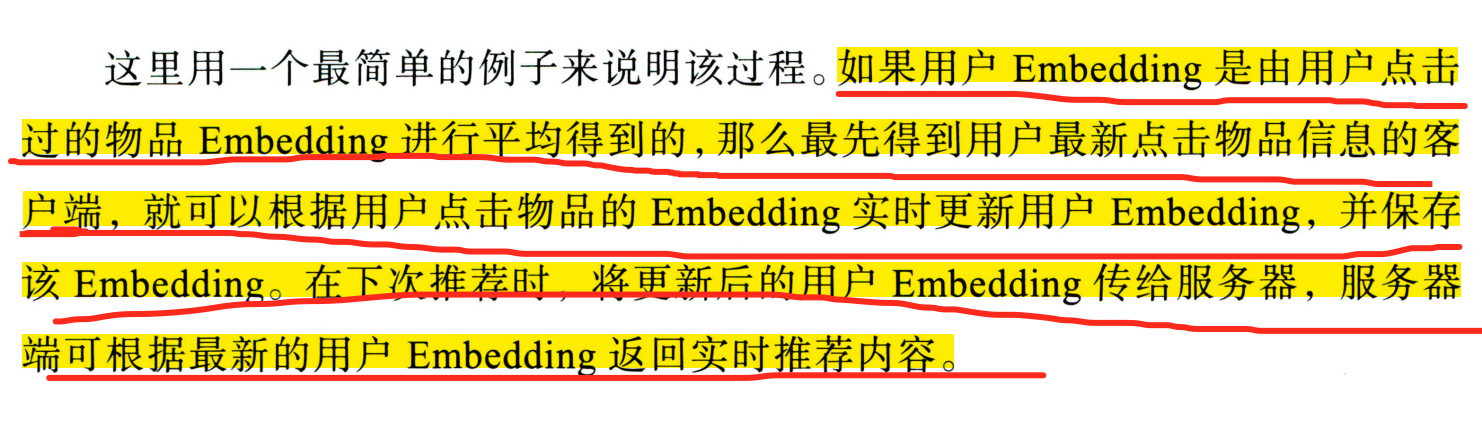 这里用一个最简单的例子来说明该过程。如果用户 Embedding 是由用户点击
过的物品 Embedding 进行平均得到的，那么最先得到用户最新点击物品信息的客
户端，就可以根据用户点击物品的 Embedding 实时更新用户 Embedding，并保存
该 Embedding。在下次推荐时，将更新后的用户 Embedding 传给服务器，服务器
端可根据最新的用户 Embedding 返回实时推荐内容。